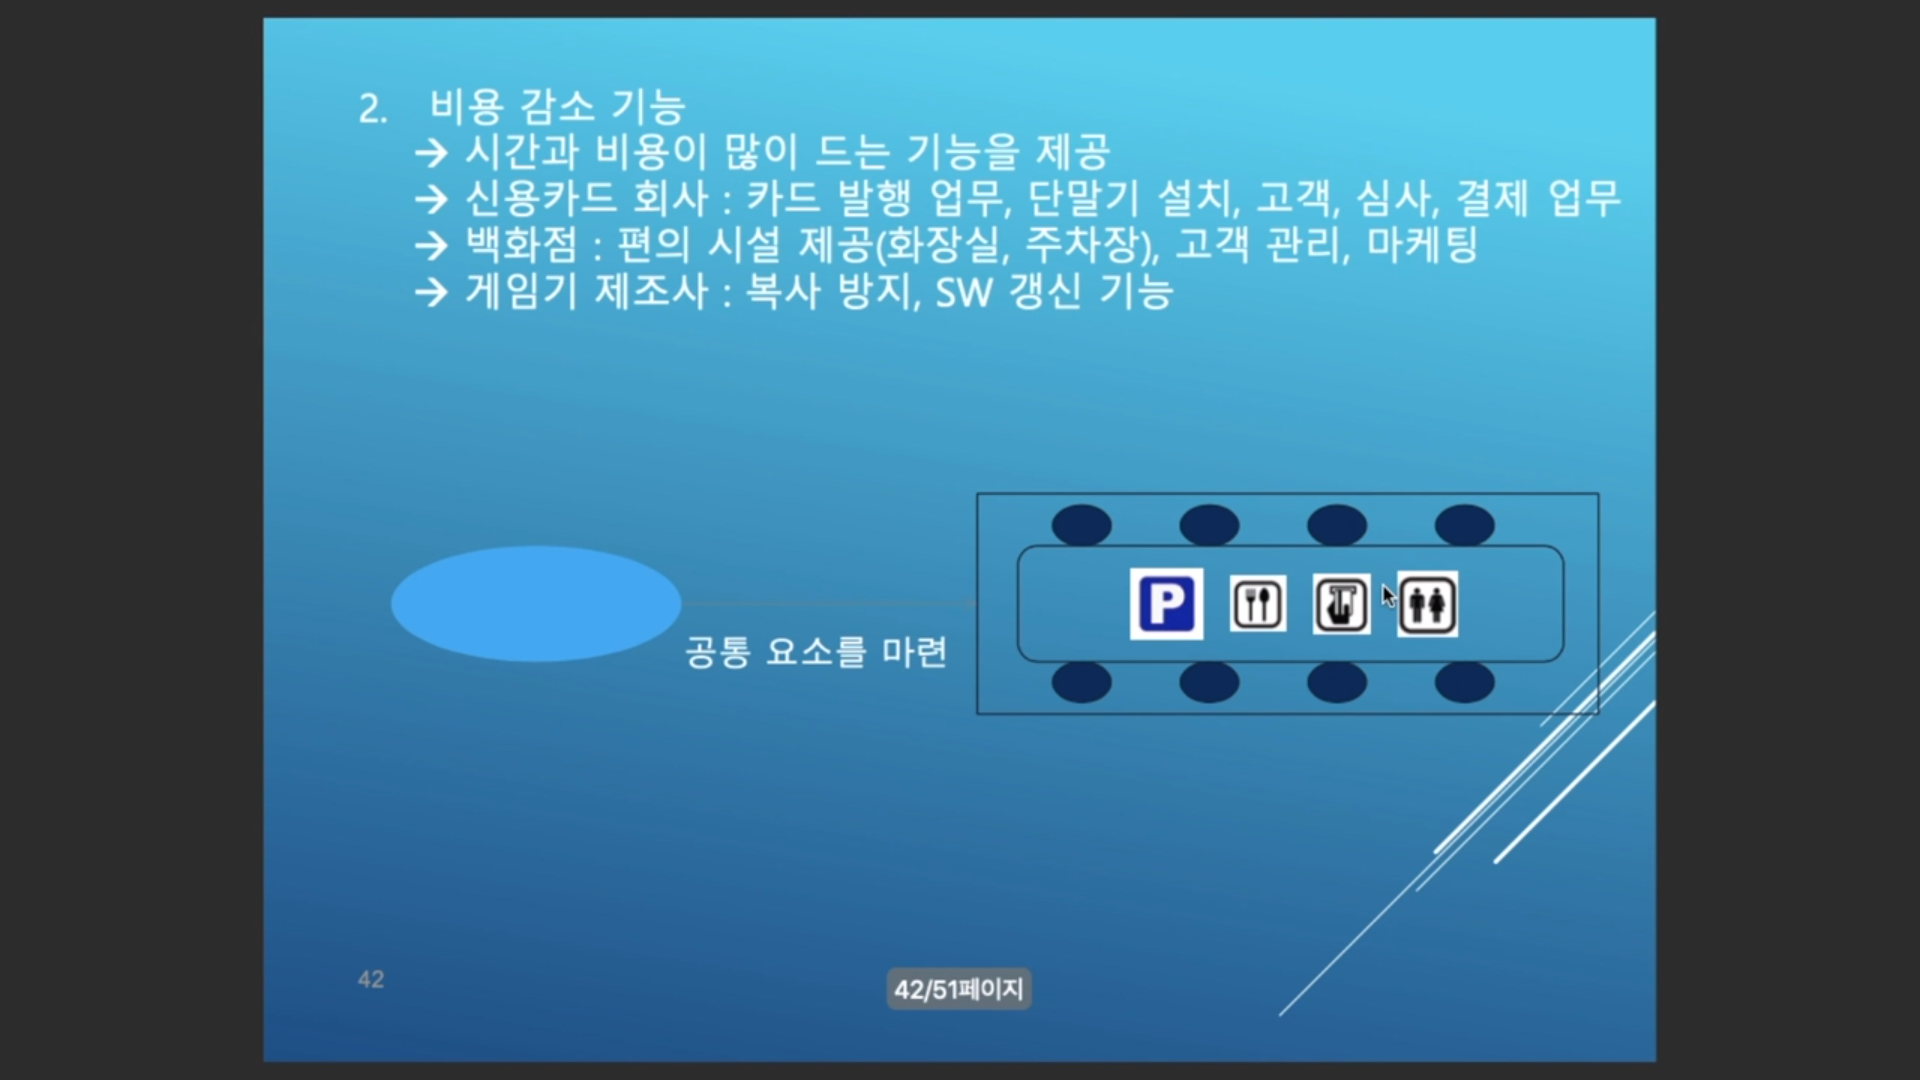 2. 비용 감소 기능
→ 시간과 비용이 많이 드는 기능을 제공
→ 신용카드 회사 : 카드 발행 업무, 단말기 설치, 고객, 심사, 결제 업무
→ 백화점 : 편의 시설 제공(화장실, 주차장), 고객 관리, 마케팅
→ 게임기 제조사 : 복사 방지, SW 갱신 기능
P
공통 요소를 마련
42
42/51페이지